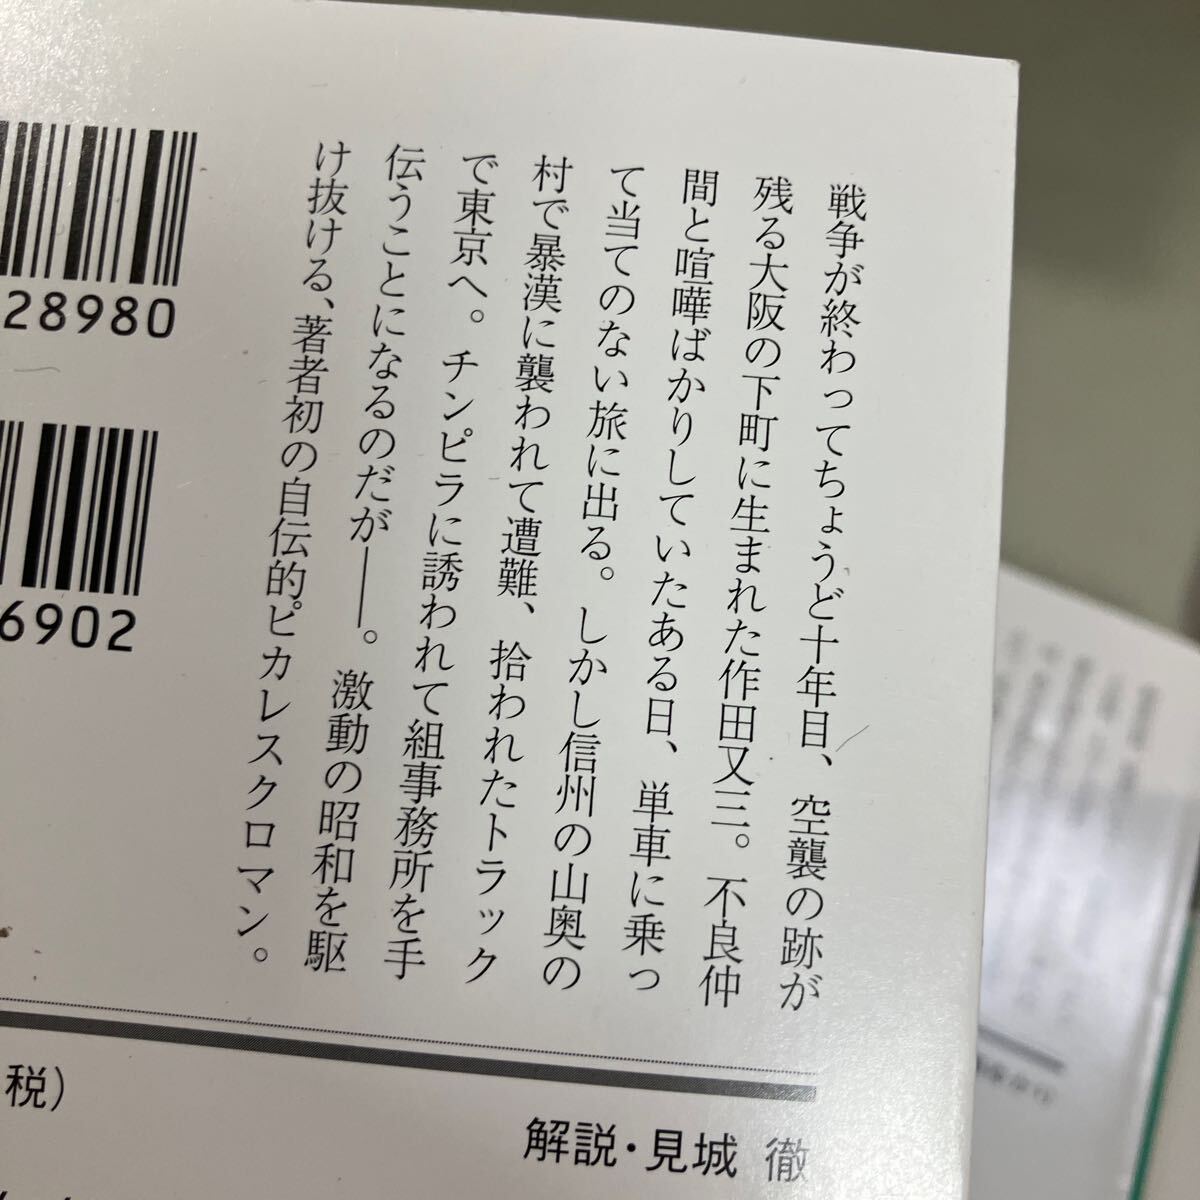 戦争が終わってちょうど十年目、空襲の跡が
残る大阪の下町に生まれた作田又三。不良仲
間と喧嘩ばかりしていたある日、単車に乗っ
て当てのない旅に出る。しかし信州の山奥の
村で暴漢に襲われて遭難、拾われたトラック
で東京へ。チンピラに誘われて組事務所を手
伝うことになるのだが――。激動の昭和を駆
け抜ける、著者初の自伝的ピカレスクロマン。
28980
6902
税)
解説・見城 徹